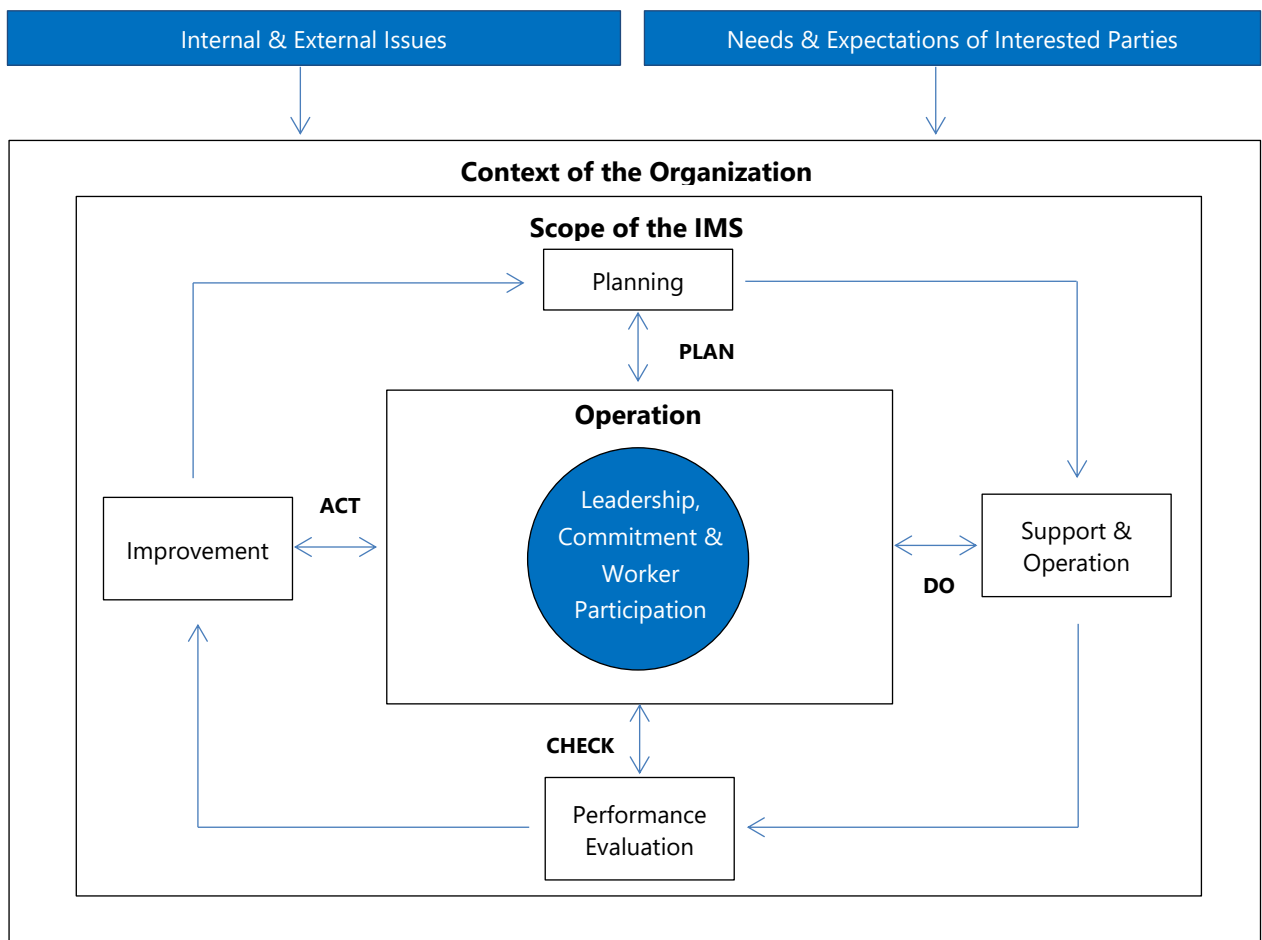 Internal & External Issues
Needs & Expectations of Interested Parties
Context of the Organization
Scope of the IMS
Planning
PLAN
Operation
Leadership,
Commitment &
Worker
Participation
ACT
Improvement
Support &
Operation
DO
CHECK
Performance
Evaluation